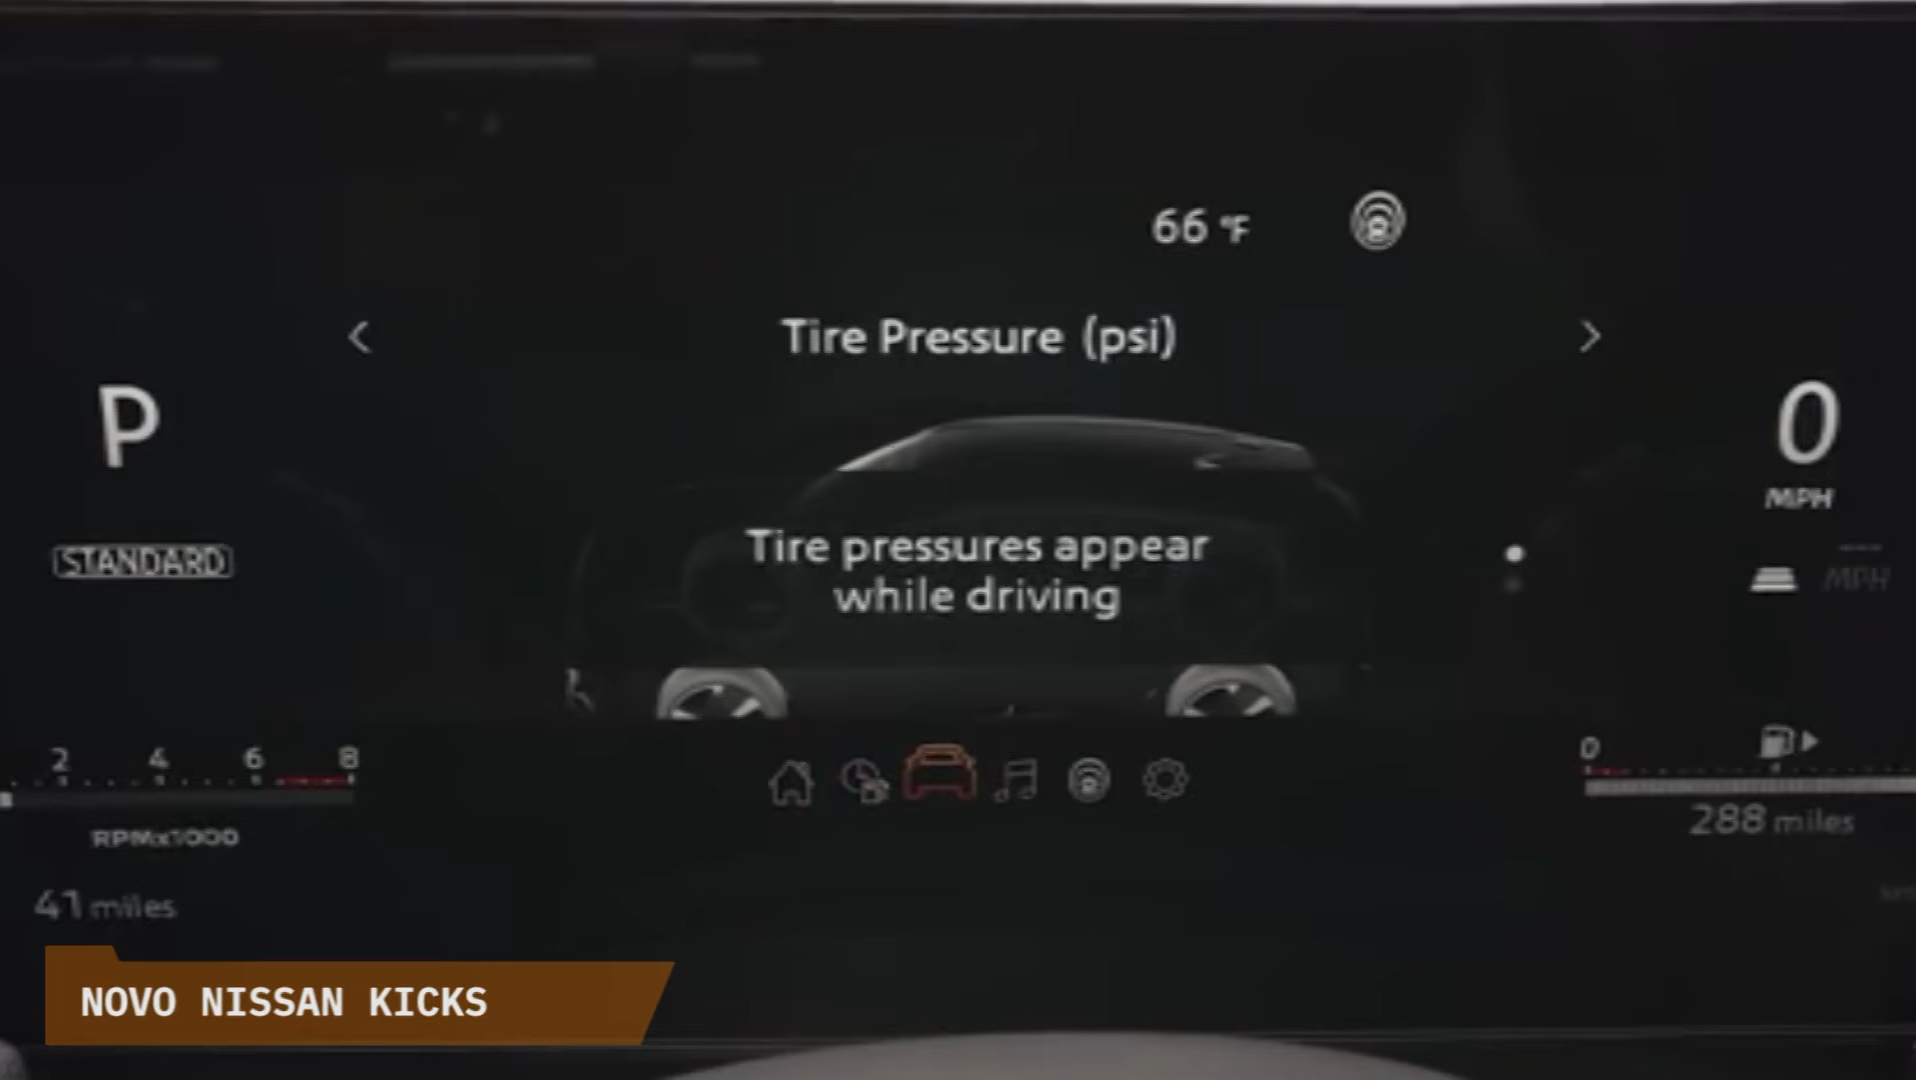 66 °F
Tire Pressure (psi)
P
0
MPH
Tire pressures appear
while driving
STANDARD
MPH
2 4 6 8
0
RPMx1000
288 miles
41 miles
NOVO NISSAN KICKS